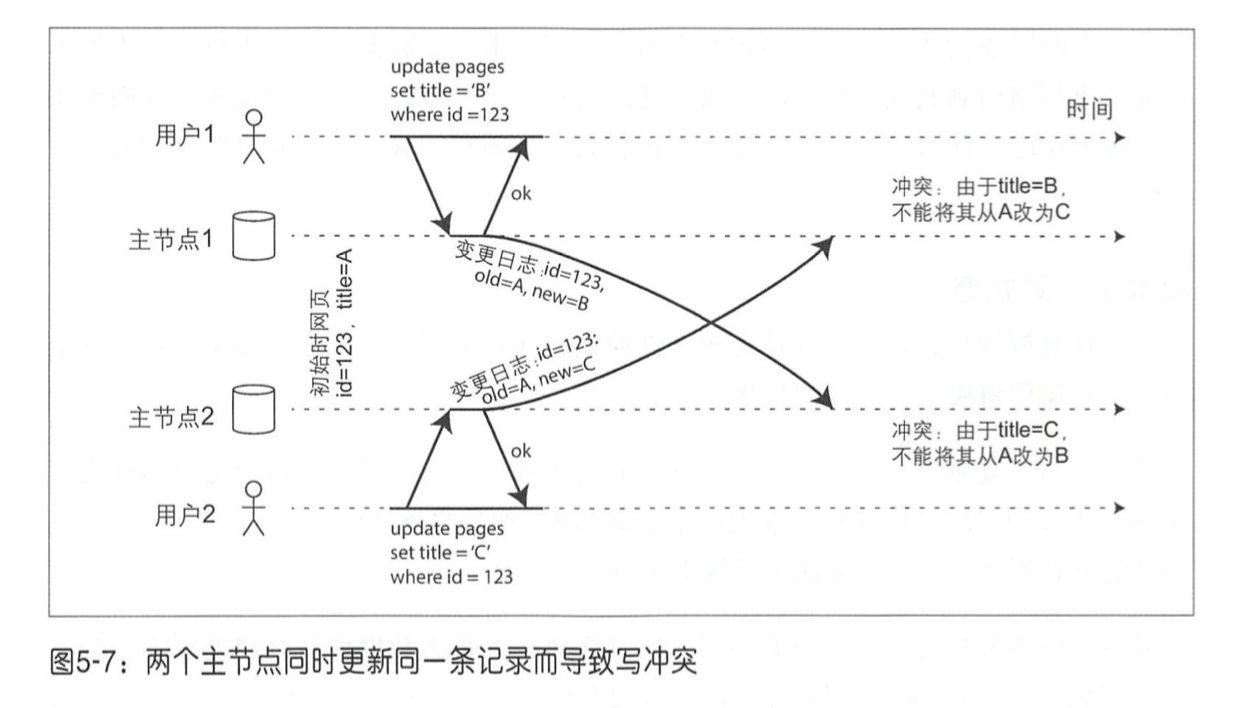 update pages
set title = ‘B’
where id =123
时间
用户1
ok
冲突：由于title=B，
不能将其从A改为C
主节点1
变更日志:id=123,
old=A, new=B
初始时网页
id=123，title=A
变更日志:id=123:
old=A, new=C
主节点2
冲突：由于title=C，
不能将其从A改为B
ok
用户2
update pages
set title = ‘C’
where id = 123
图5-7：两个主节点同时更新同一条记录而导致写冲突